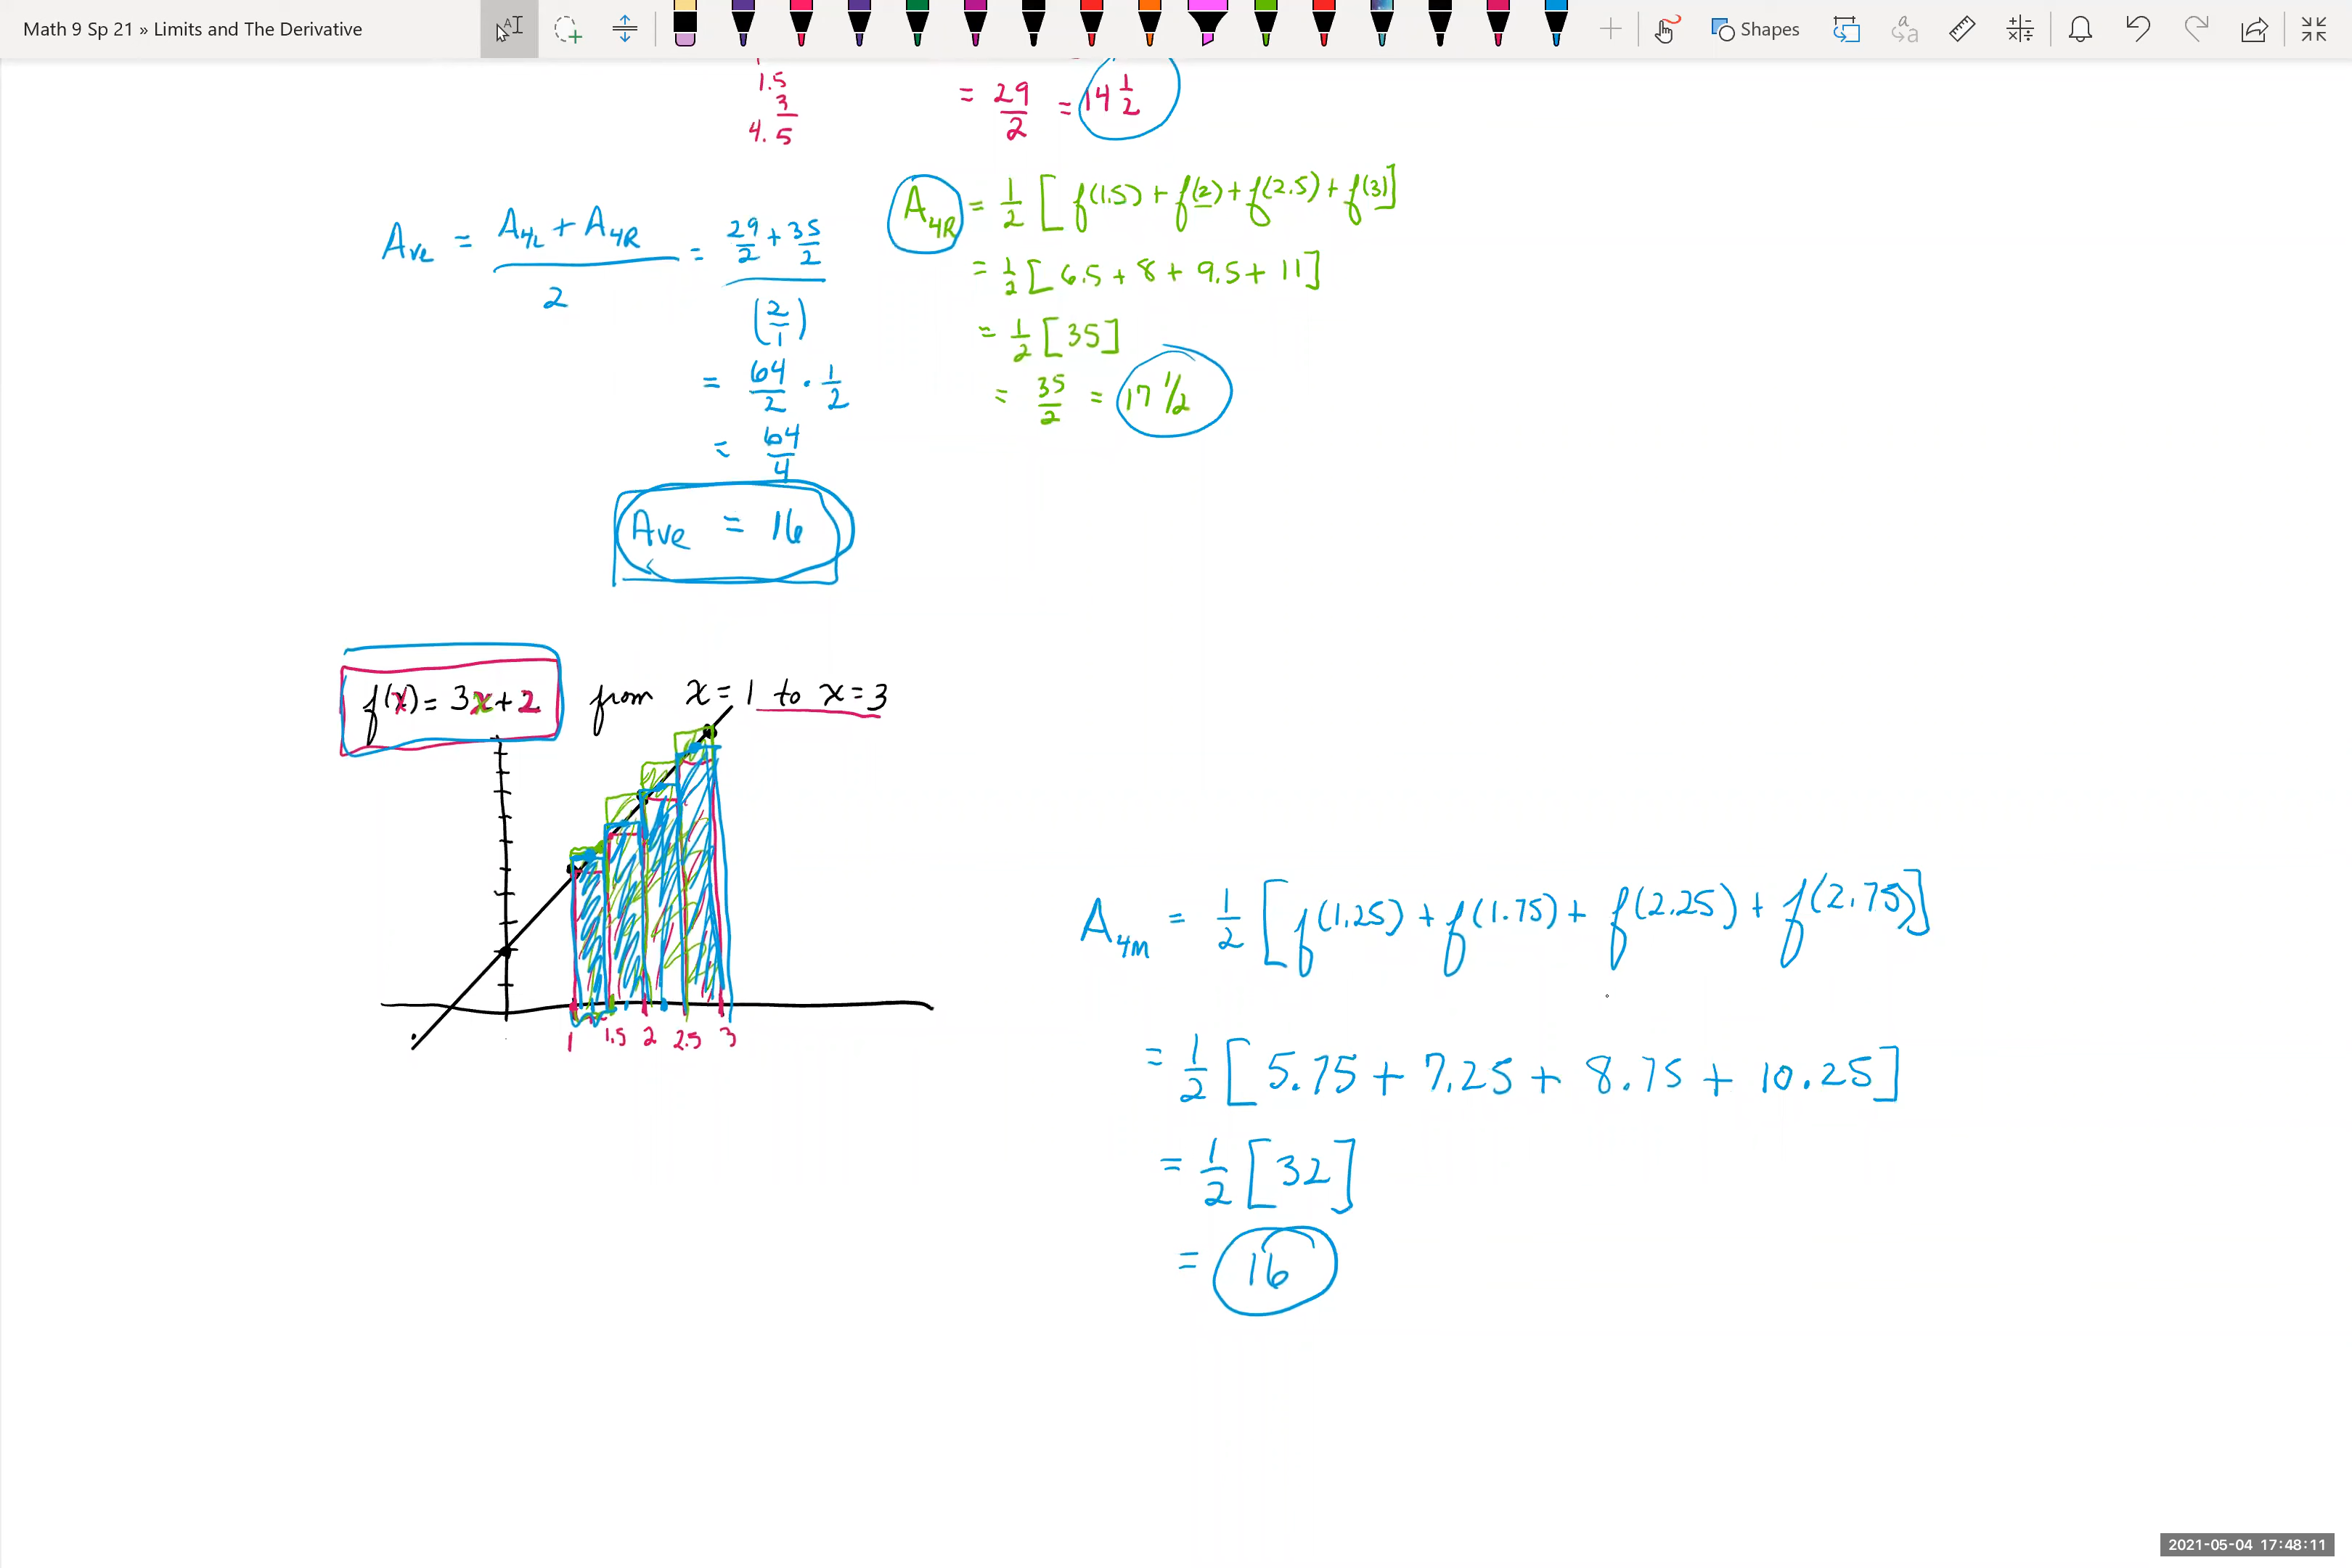 Math 9 Sp 21 » Limits and The Derivative
Shapes
1.5
3
4.5
= 29/2 = 14 1/2
A4R = 1/2 [f(1.5) + f(2) + f(2.5) + f(3)]
= 1/2 [6.5 + 8 + 9.5 + 11]
= 1/2 [35]
= 35/2 = 17 1/2
Ave = (A4L + A4R)/2 = (29/2 + 35/2)/(2/1)
= 64/2 · 1/2
= 64/4
Ave = 16
f(x) = 3x + 2 from x = 1 to x = 3
1 1.5 2 2.5 3
A4M = 1/2 [f(1.25) + f(1.75) + f(2.25) + f(2.75)]
= 1/2 [5.75 + 7.25 + 8.75 + 10.25]
= 1/2 [32]
= 16
2021-05-04 17:48:11